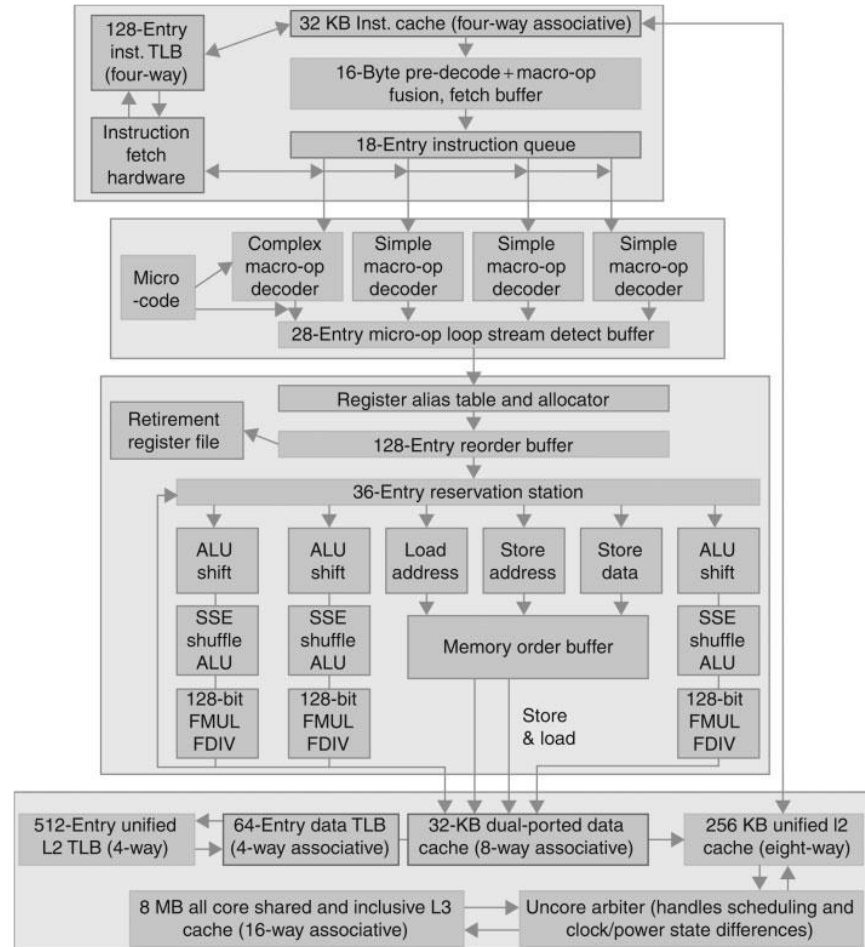 128-Entry
inst. TLB
(four-way)
32 KB Inst. cache (four-way associative)
16-Byte pre-decode + macro-op
fusion, fetch buffer
Instruction
fetch
hardware
18-Entry instruction queue
Micro
-code
Complex
macro-op
decoder
Simple
macro-op
decoder
Simple
macro-op
decoder
Simple
macro-op
decoder
28-Entry micro-op loop stream detect buffer
Register alias table and allocator
Retirement
register file
128-Entry reorder buffer
36-Entry reservation station
ALU
shift
ALU
shift
Load
address
Store
address
Store
data
ALU
shift
SSE
shuffle
ALU
SSE
shuffle
ALU
Memory order buffer
SSE
shuffle
ALU
128-bit
FMUL
FDIV
128-bit
FMUL
FDIV
Store
& load
128-bit
FMUL
FDIV
512-Entry unified
L2 TLB (4-way)
64-Entry data TLB
(4-way associative)
32-KB dual-ported data
cache (8-way associative)
256 KB unified l2
cache (eight-way)
8 MB all core shared and inclusive L3
cache (16-way associative)
Uncore arbiter (handles scheduling and
clock/power state differences)